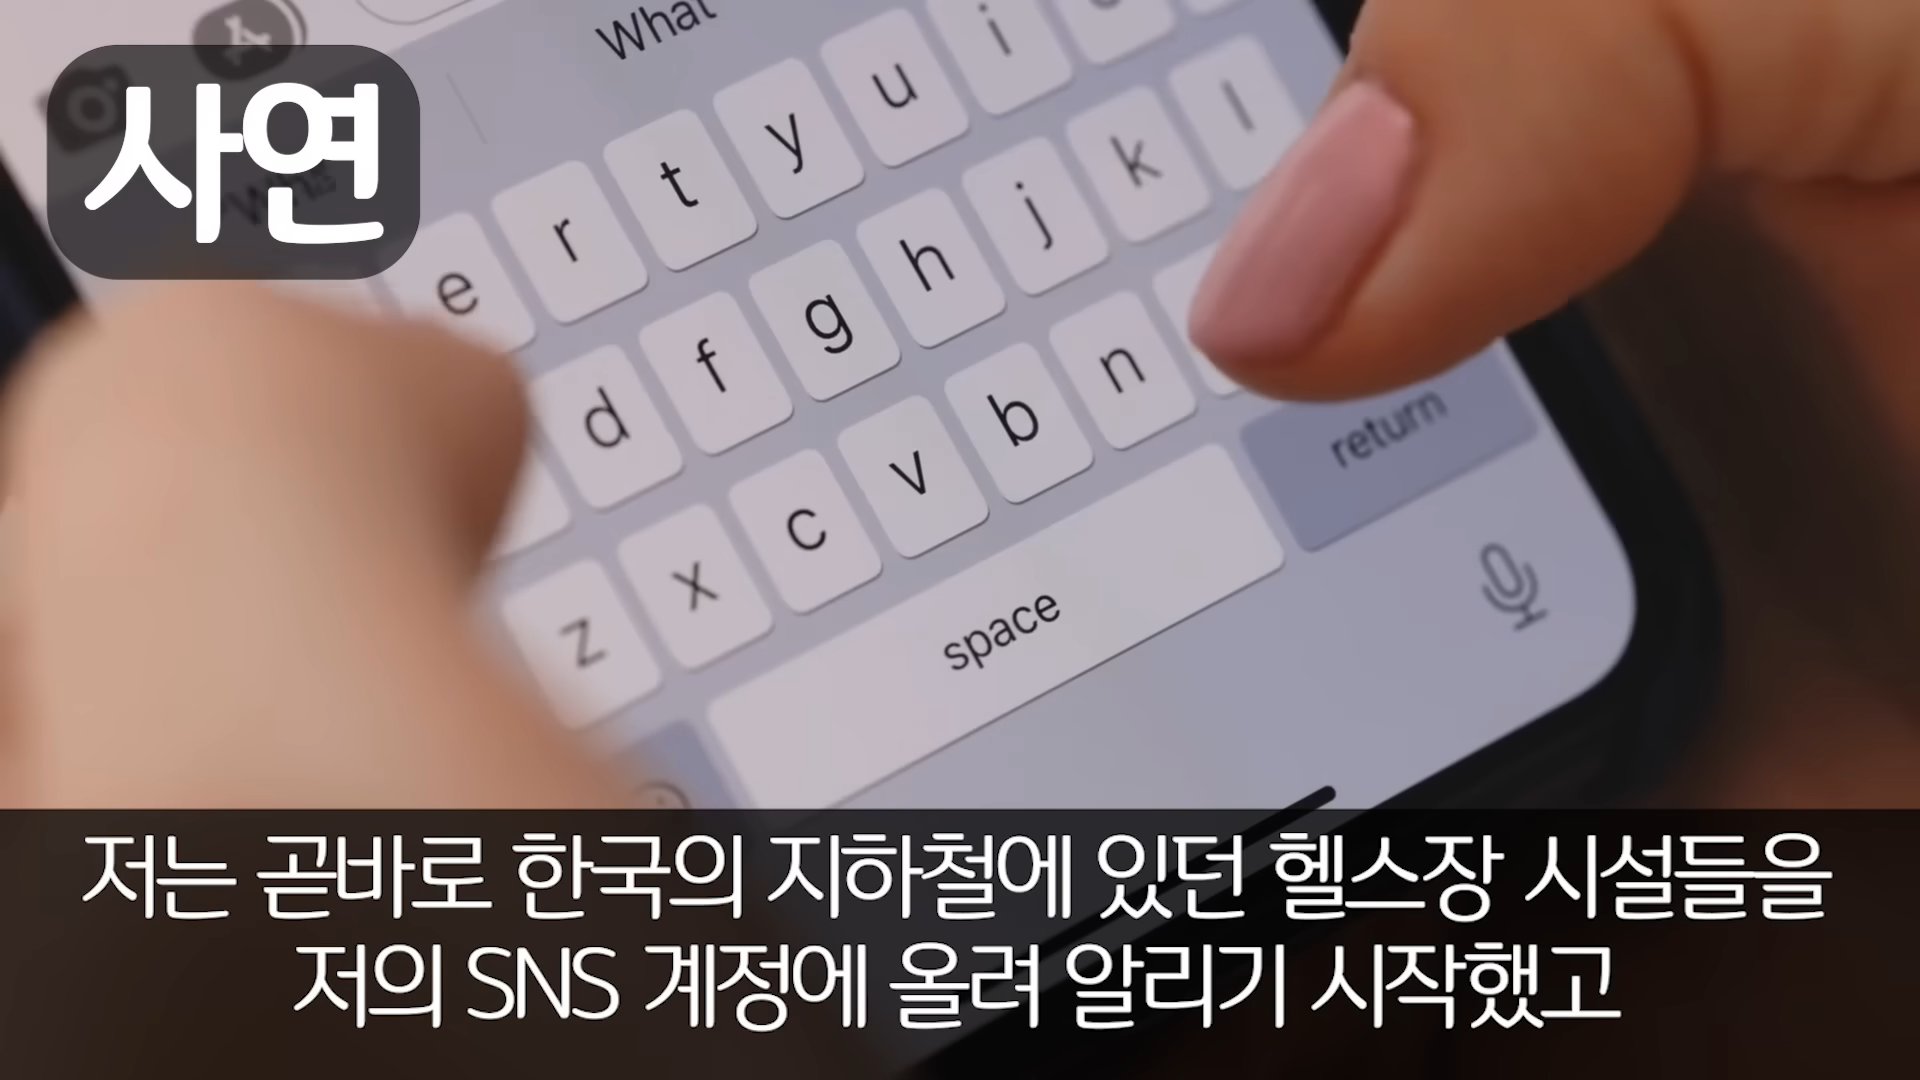 사연
What
e r t y u i
d f g h j k l
z x c v b n
return
space
저는 곧바로 한국의 지하철에 있던 헬스장 시설들을
저의 SNS 계정에 올려 알리기 시작했고